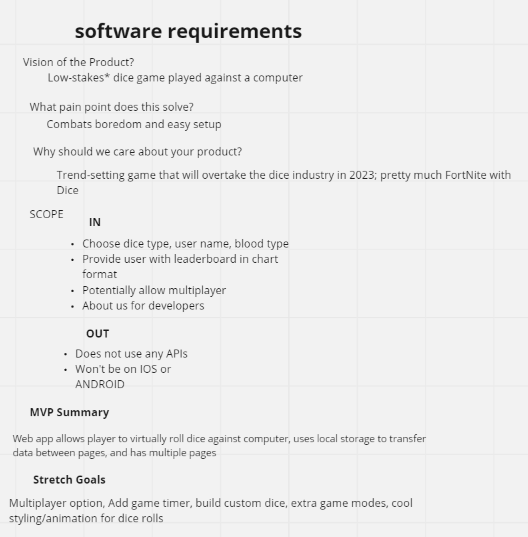 software requirements
Vision of the Product?
Low-stakes* dice game played against a computer
What pain point does this solve?
Combats boredom and easy setup
Why should we care about your product?
Trend-setting game that will overtake the dice industry in 2023; pretty much FortNite with
Dice
SCOPE
IN
• Choose dice type, user name, blood type
• Provide user with leaderboard in chart
format
• Potentially allow multiplayer
• About us for developers
OUT
• Does not use any APIs
• Won't be on IOS or
ANDROID
MVP Summary
Web app allows player to virtually roll dice against computer, uses local storage to transfer
data between pages, and has multiple pages
Stretch Goals
Multiplayer option, Add game timer, build custom dice, extra game modes, cool
styling/animation for dice rolls